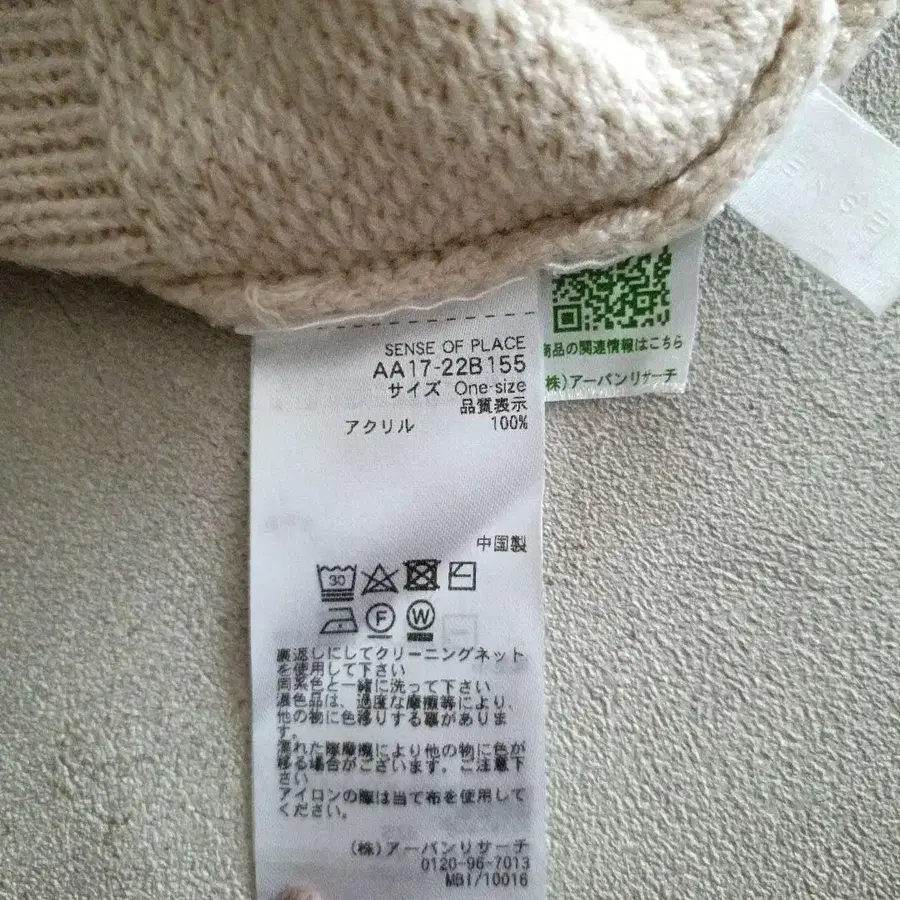 SENSE OF PLACE
AA17-22B155
サイズ One-size
品質表示
アクリル 100%
中国製
30
F
W
裏返しにしてクリーニングネット
を使用して下さい
同系色と一緒に洗って下さい
濃色品は、過度な摩擦等により、
他の物に色移りする事がありま
す。
濡れた際摩擦により他の物に色が
移る場合がございます。ご注意下
さい
アイロンの際は当て布を使用して
ください。
(株)アーバンリサーチ
0120-96-7013
MBI/10016
商品の関連情報はこちら
(株)アーバンリサーチ
SENSE